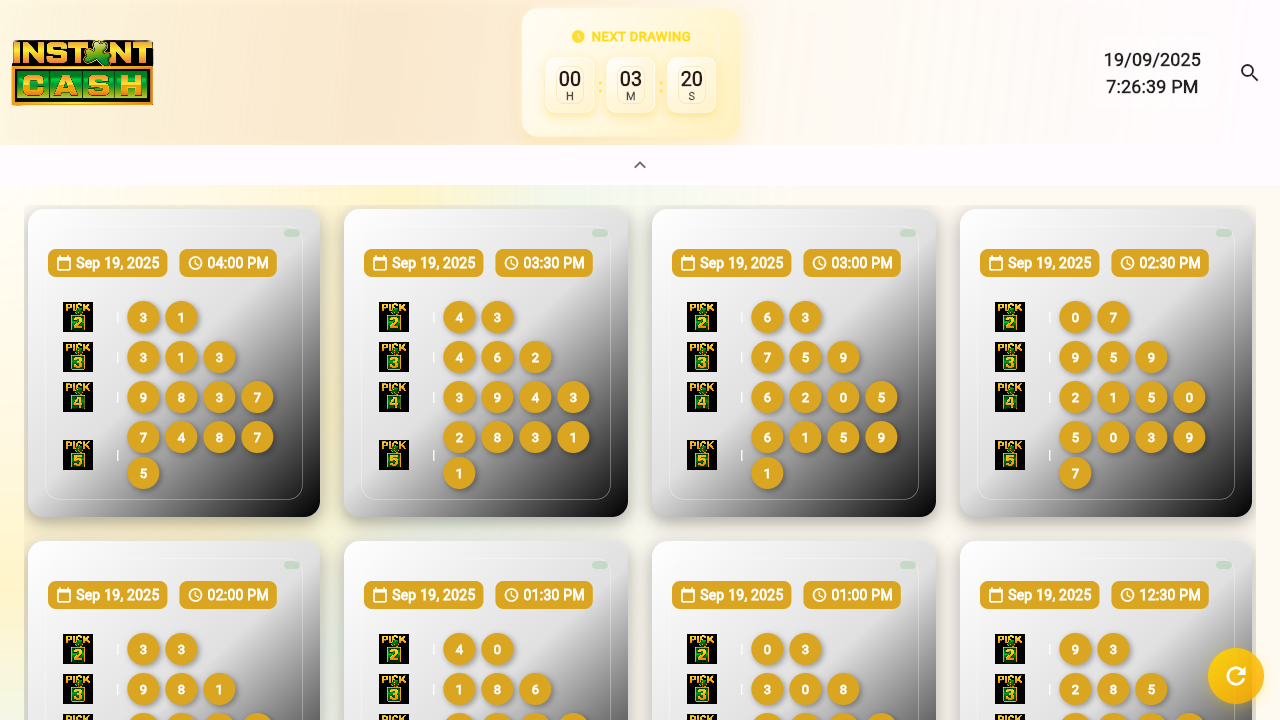 INSTANT
CASH
NEXT DRAWING
00 : 03 : 20
H M S
19/09/2025
7:26:39 PM
Sep 19, 2025 04:00 PM
PICK 2 | 3 1
PICK 3 | 3 1 3
PICK 4 | 9 8 3 7
PICK 5 | 7 4 8 7
5
Sep 19, 2025 03:30 PM
PICK 2 | 4 3
PICK 3 | 4 6 2
PICK 4 | 3 9 4 3
PICK 5 | 2 8 3 1
1
Sep 19, 2025 03:00 PM
PICK 2 | 6 3
PICK 3 | 7 5 9
PICK 4 | 6 2 0 5
PICK 5 | 6 1 5 9
1
Sep 19, 2025 02:30 PM
PICK 2 | 0 7
PICK 3 | 9 5 9
PICK 4 | 2 1 5 0
PICK 5 | 5 0 3 9
7
Sep 19, 2025 02:00 PM
PICK 2 | 3 3
PICK 3 | 9 8 1
PICK
Sep 19, 2025 01:30 PM
PICK 2 | 4 0
PICK 3 | 1 8 6
PICK
Sep 19, 2025 01:00 PM
PICK 2 | 0 3
PICK 3 | 3 0 8
PICK
Sep 19, 2025 12:30 PM
PICK 2 | 9 3
PICK 3 | 2 8 5
PICK